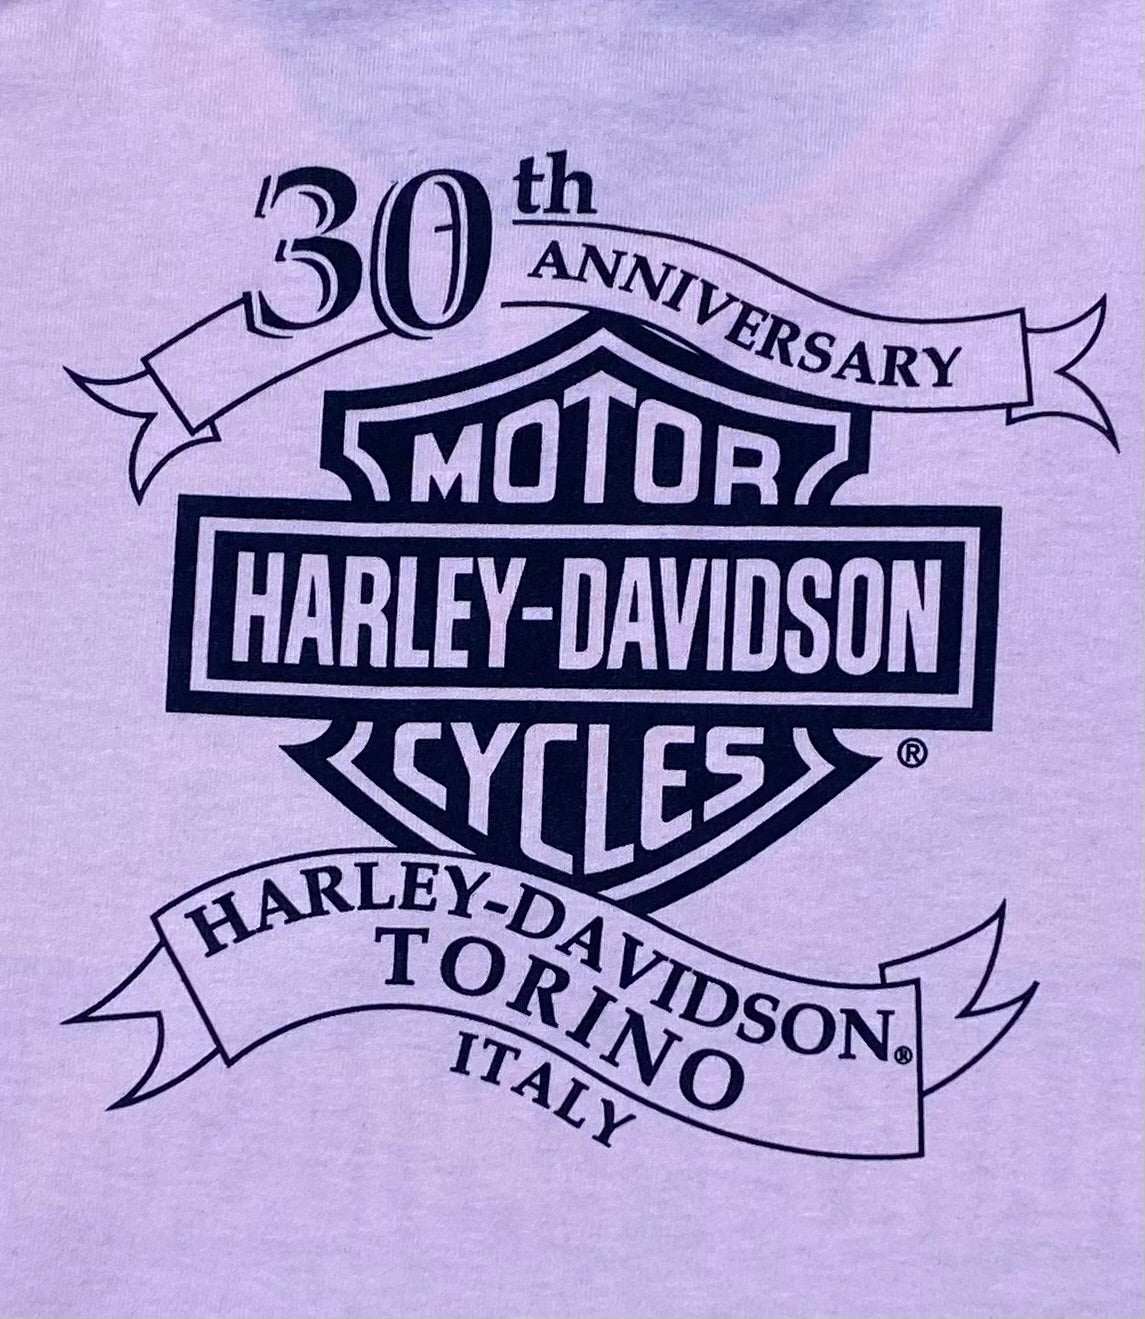 30th
ANNIVERSARY
MOTOR
HARLEY-DAVIDSON
CYCLES
®
HARLEY-DAVIDSON®
TORINO
ITALY